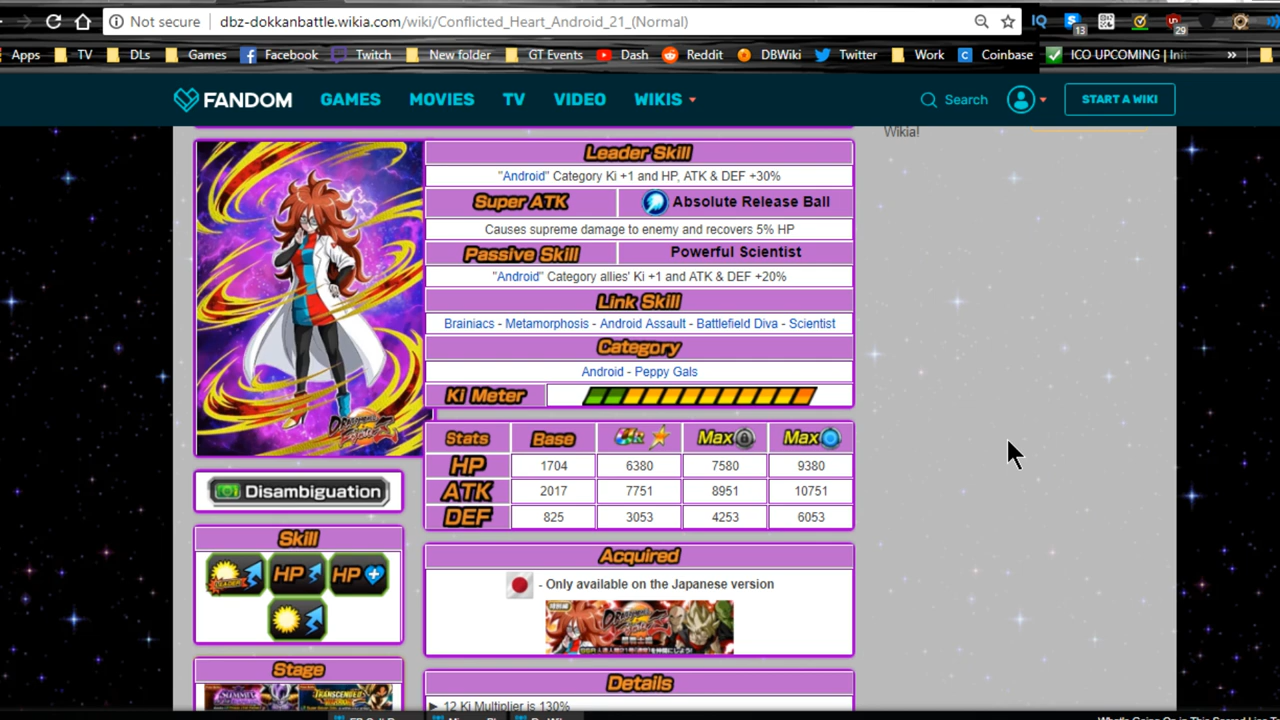 Not secure | dbz-dokkanbattle.wikia.com/wiki/Conflicted_Heart_Android_21_(Normal)
IQ
13
29
Apps TV DLs Games Facebook Twitch New folder GT Events Dash Reddit DBWiki Twitter Work Coinbase ICO UPCOMING | Init »
FANDOM GAMES MOVIES TV VIDEO WIKIS Search START A WIKI
Wikia!
Leader Skill
"Android" Category Ki +1 and HP, ATK & DEF +30%
Super ATK Absolute Release Ball
Causes supreme damage to enemy and recovers 5% HP
Passive Skill Powerful Scientist
"Android" Category allies' Ki +1 and ATK & DEF +20%
Link Skill
Brainiacs - Metamorphosis - Android Assault - Battlefield Diva - Scientist
Category
Android - Peppy Gals
Ki Meter
Stats Base Max Max
HP 1704 6380 7580 9380
ATK 2017 7751 8951 10751
DEF 825 3053 4253 6053
Disambiguation
Skill
LEADER HP HP
Acquired
- Only available on the Japanese version
Stage
Details
▶ 12 Ki Multiplier is 130%